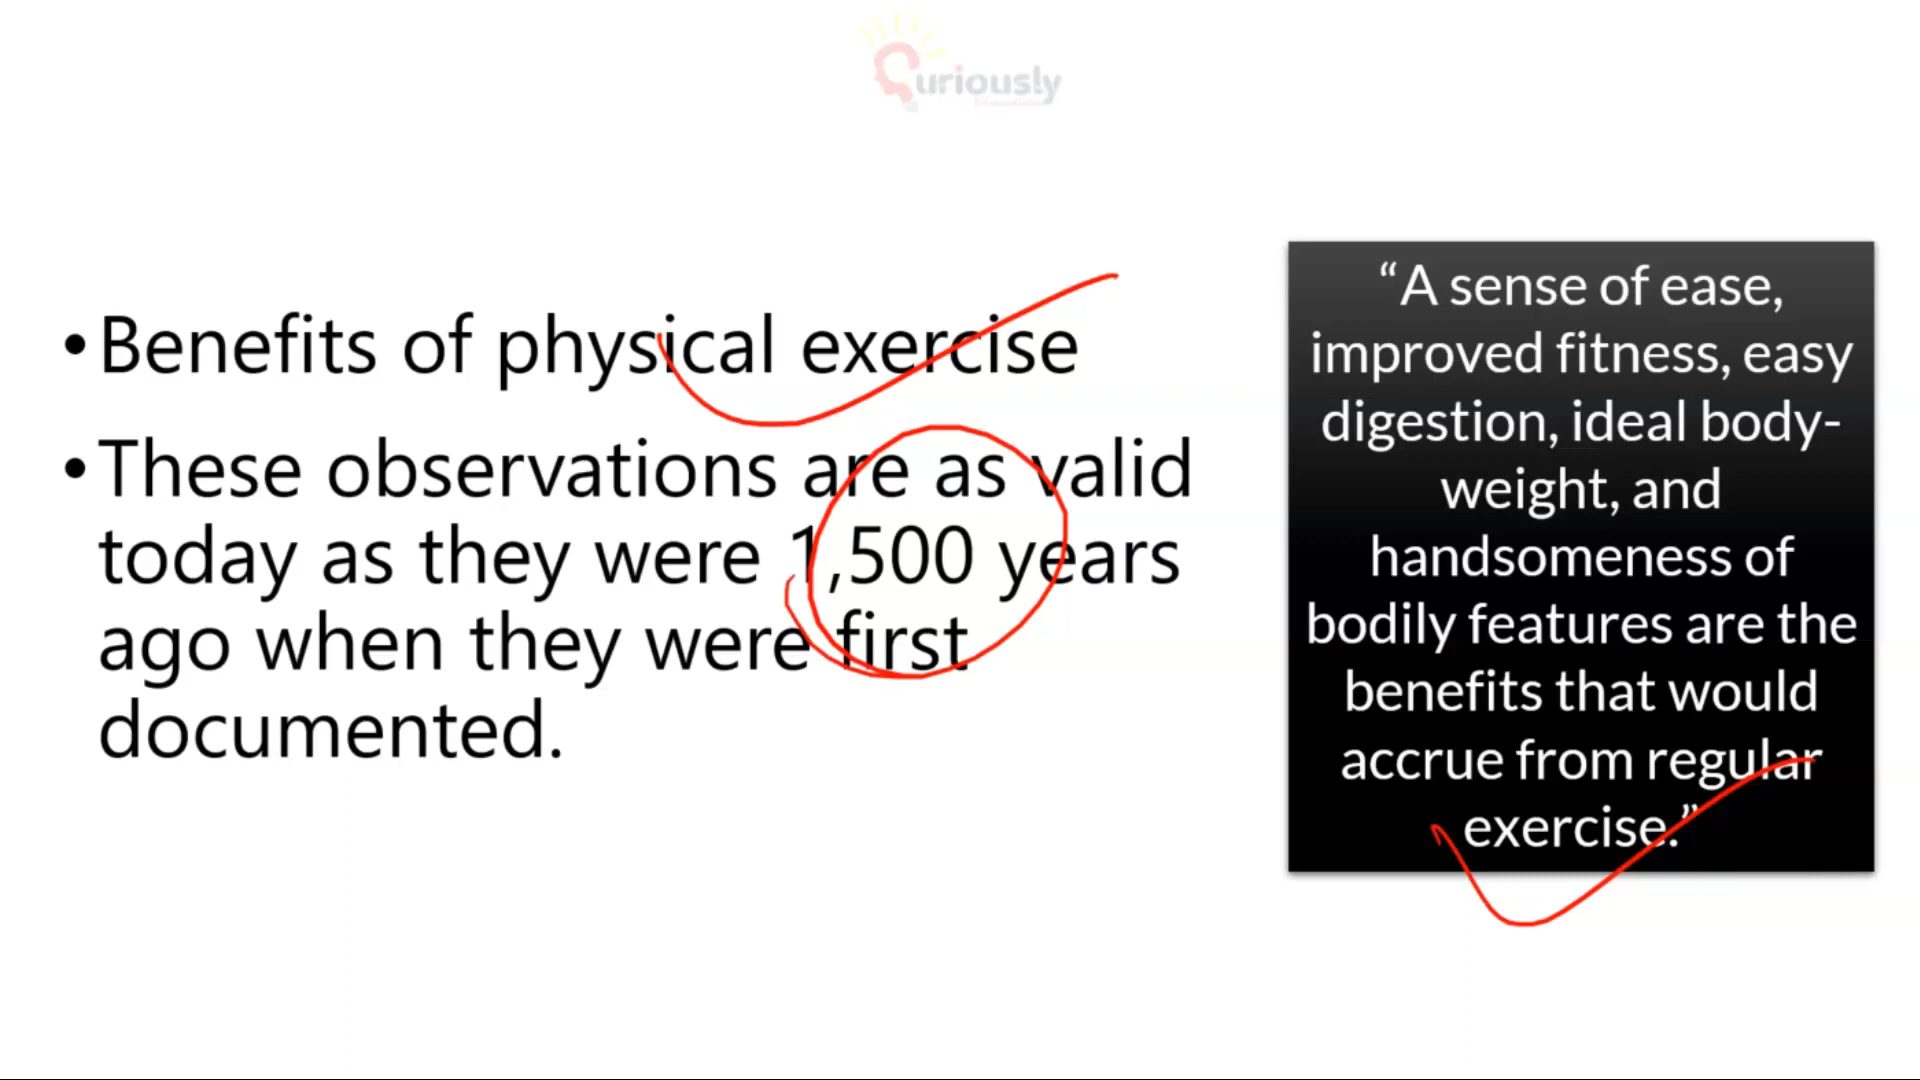 Curiously
• Benefits of physical exercise
• These observations are as valid
today as they were 1,500 years
ago when they were first
documented.
“A sense of ease,
improved fitness, easy
digestion, ideal body-
weight, and
handsomeness of
bodily features are the
benefits that would
accrue from regular
exercise.”